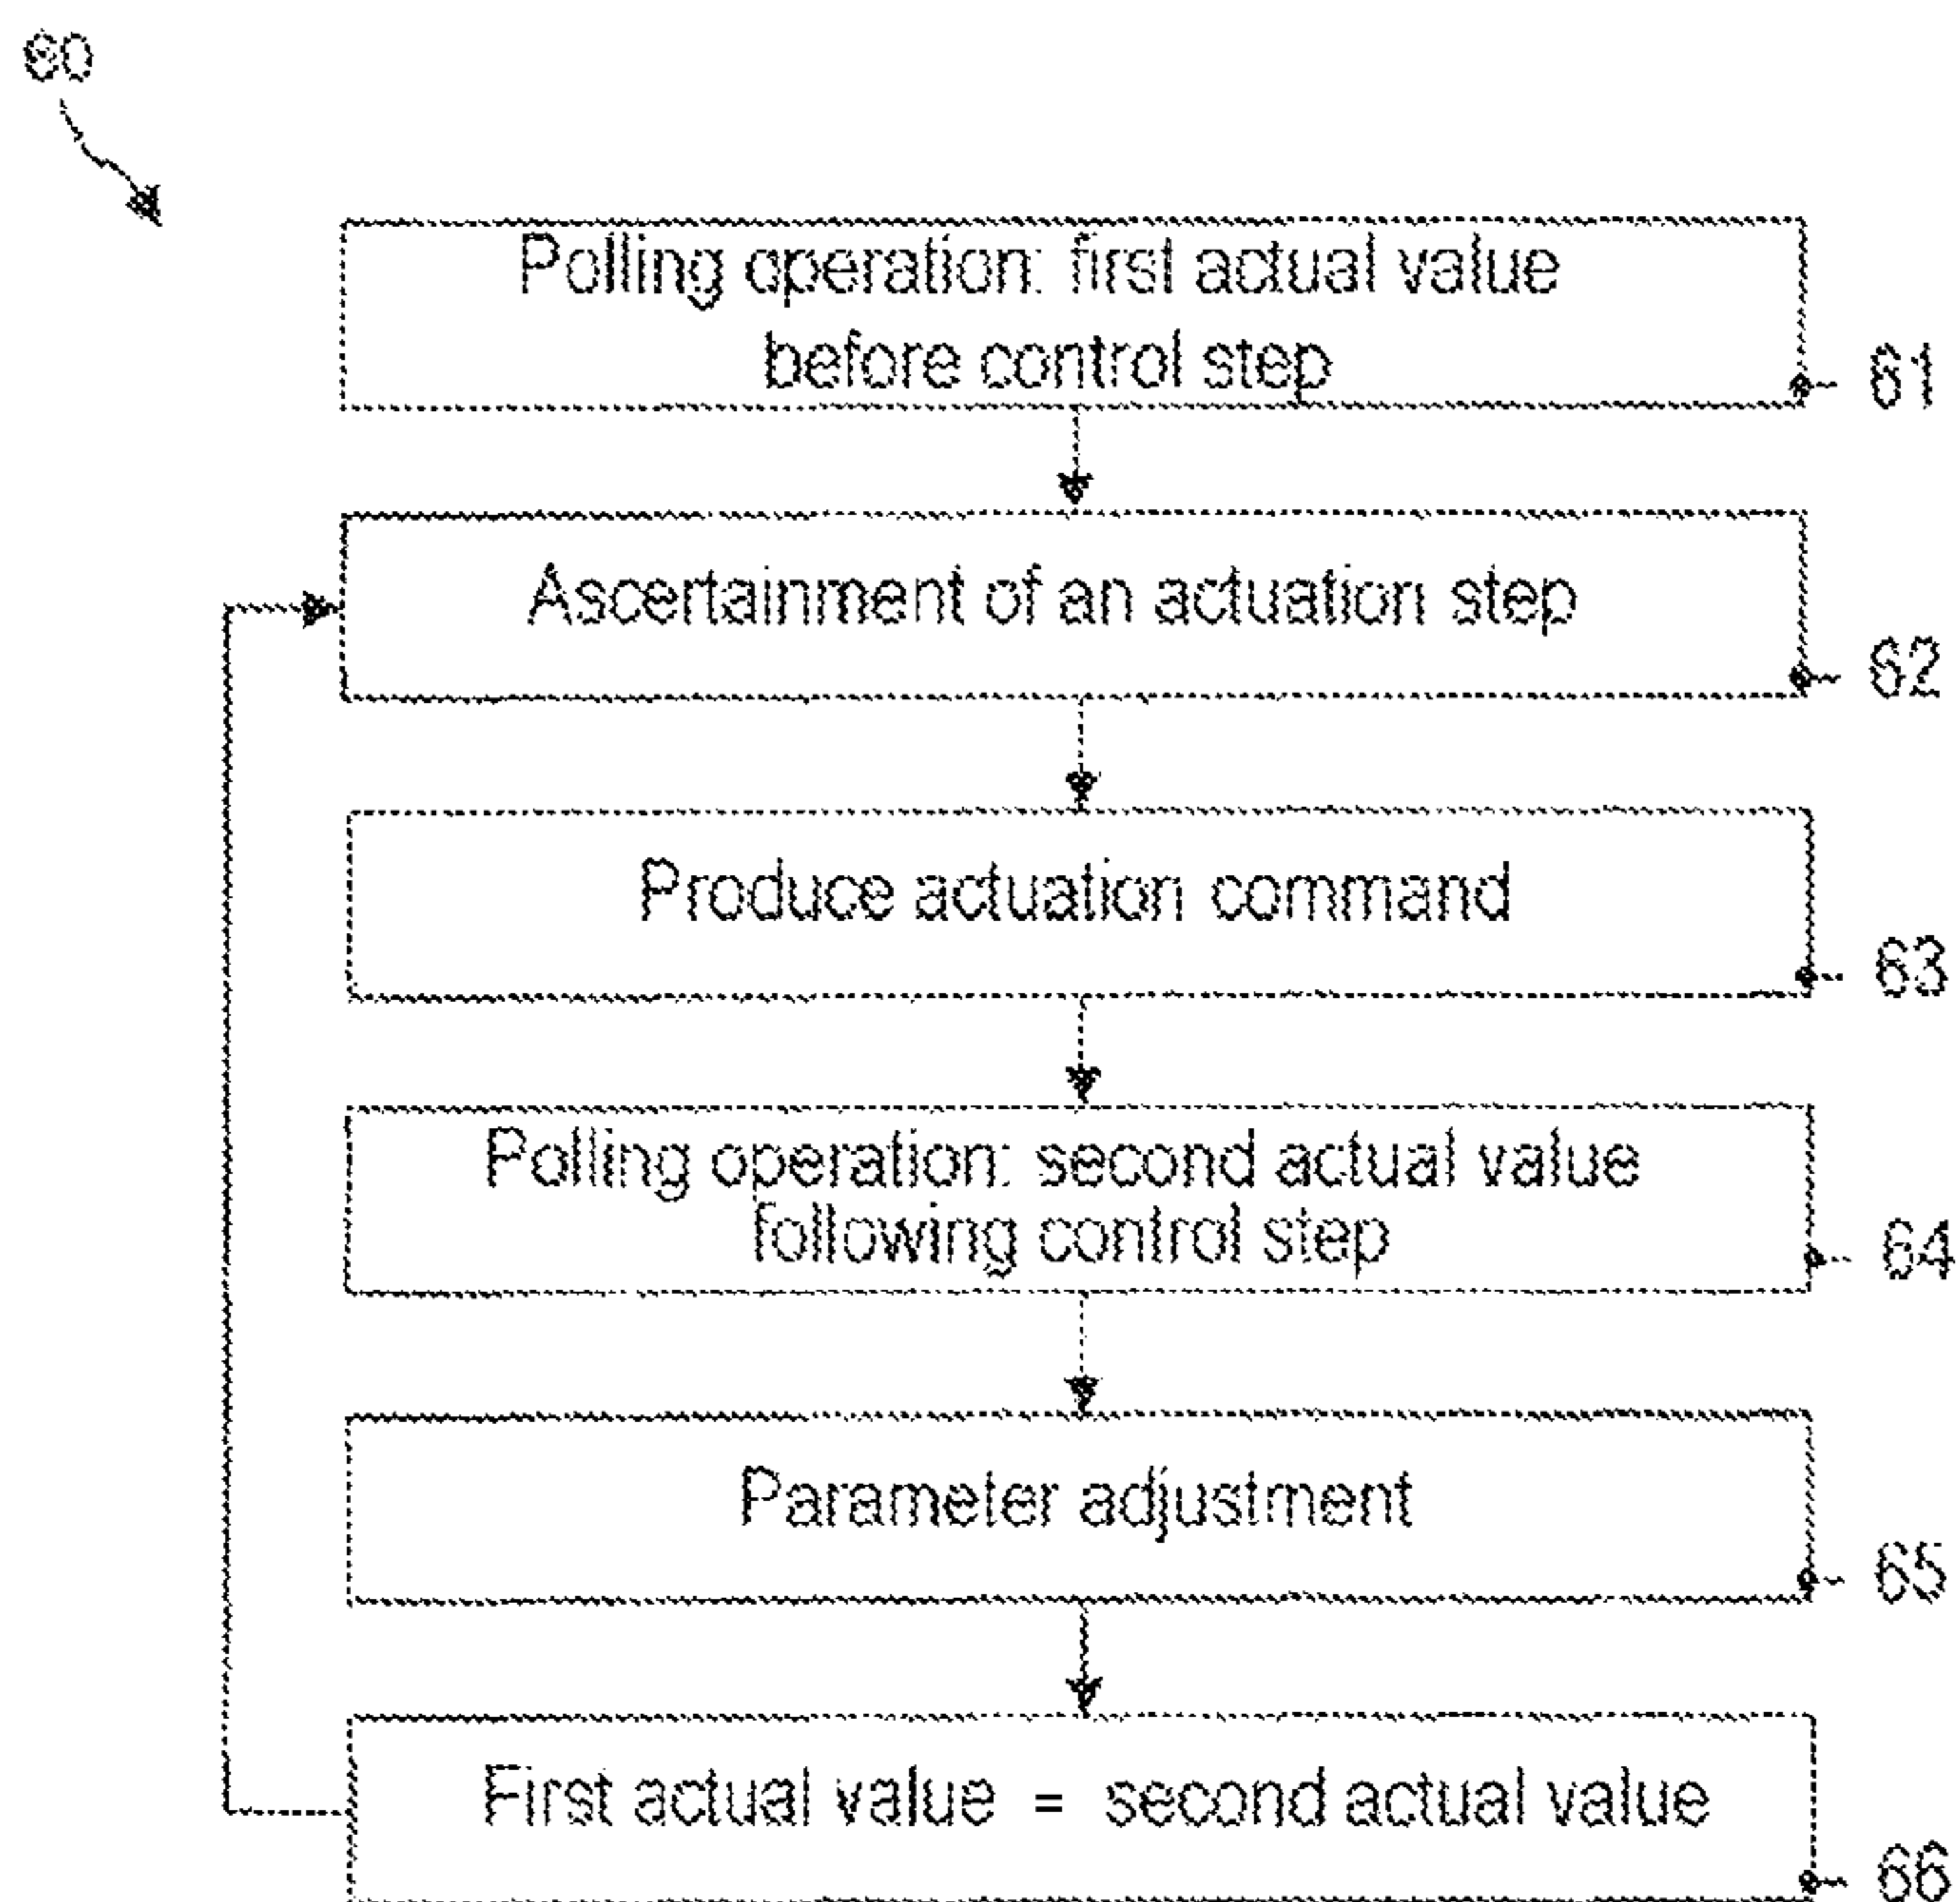 60
Polling operation: first actual value
before control step
61
Ascertainment of an actuation step
62
Produce actuation command
63
Polling operation: second actual value
following control step
64
Parameter adjustment
65
First actual value = second actual value
66